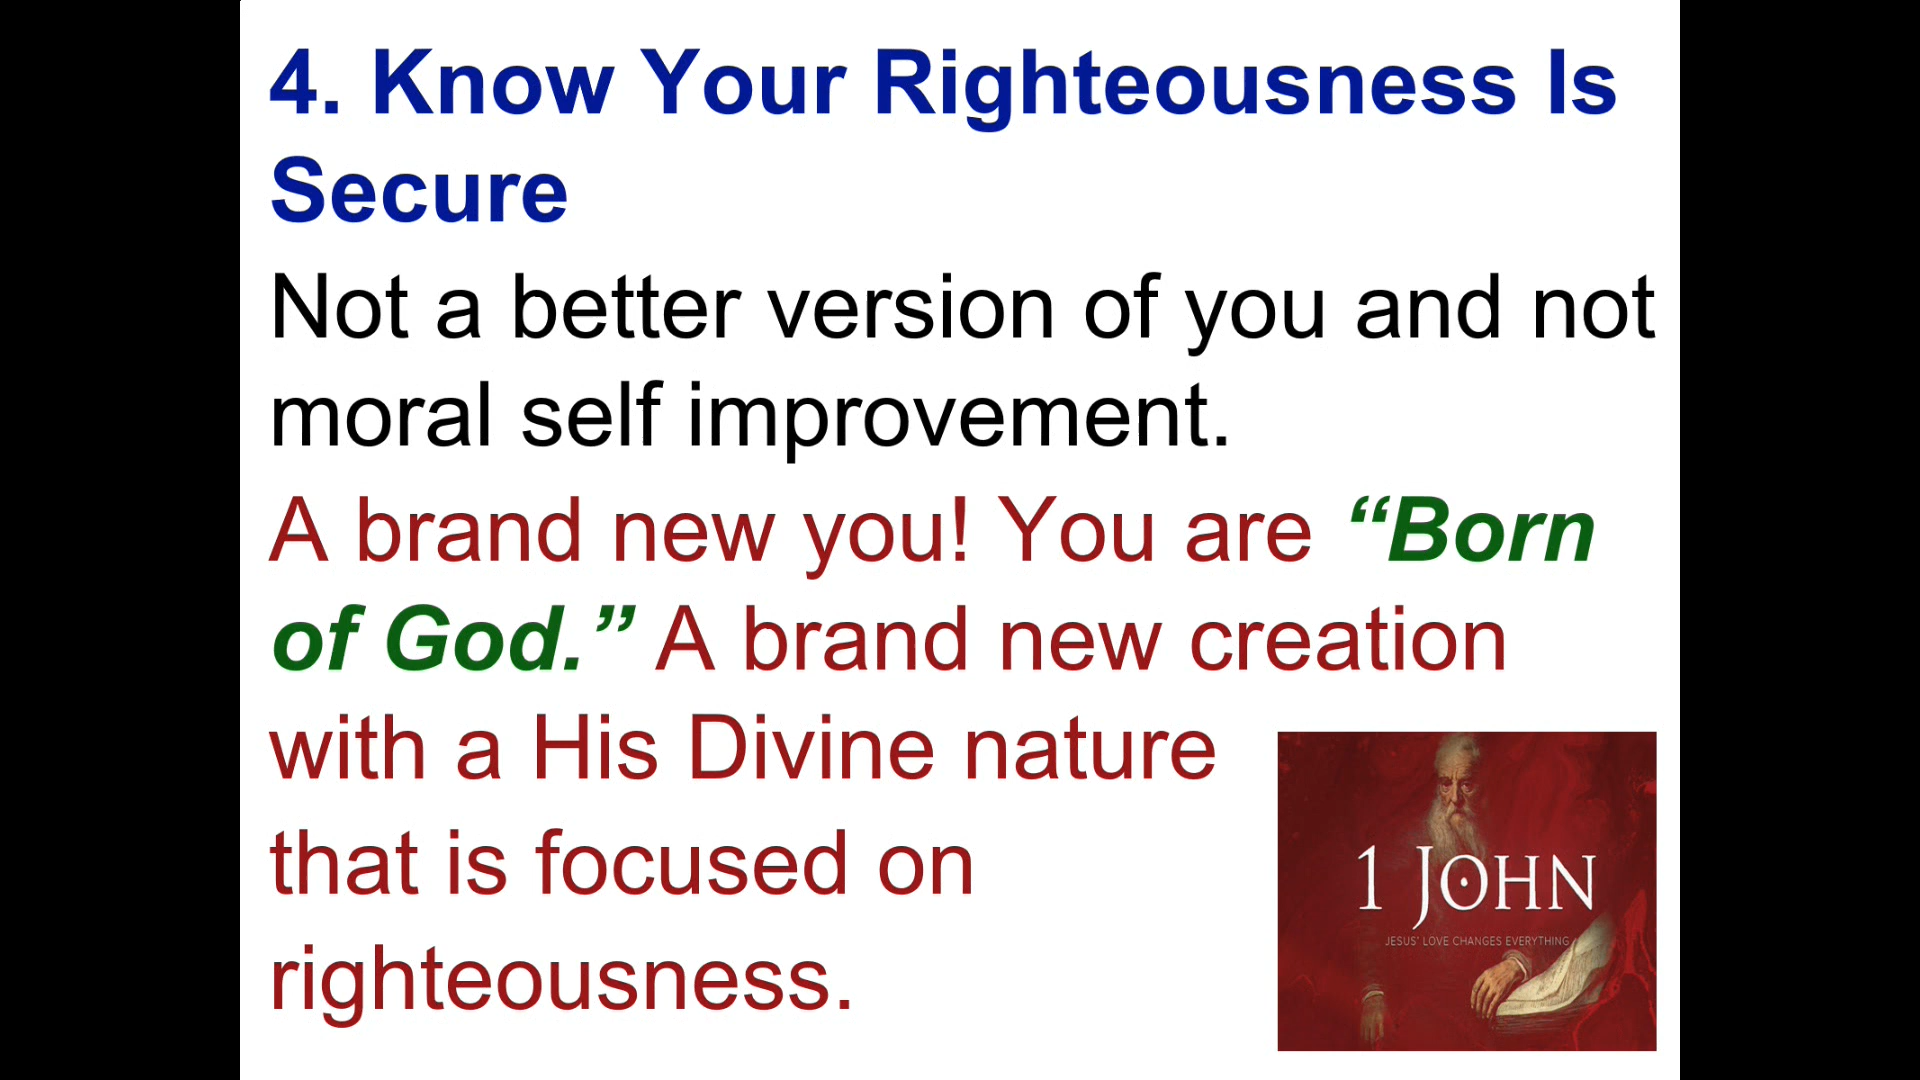 4. Know Your Righteousness Is
Secure
Not a better version of you and not
moral self improvement.
A brand new you! You are “Born
of God.” A brand new creation
with a His Divine nature
that is focused on
righteousness.
1 JOHN
JESUS' LOVE CHANGES EVERYTHING